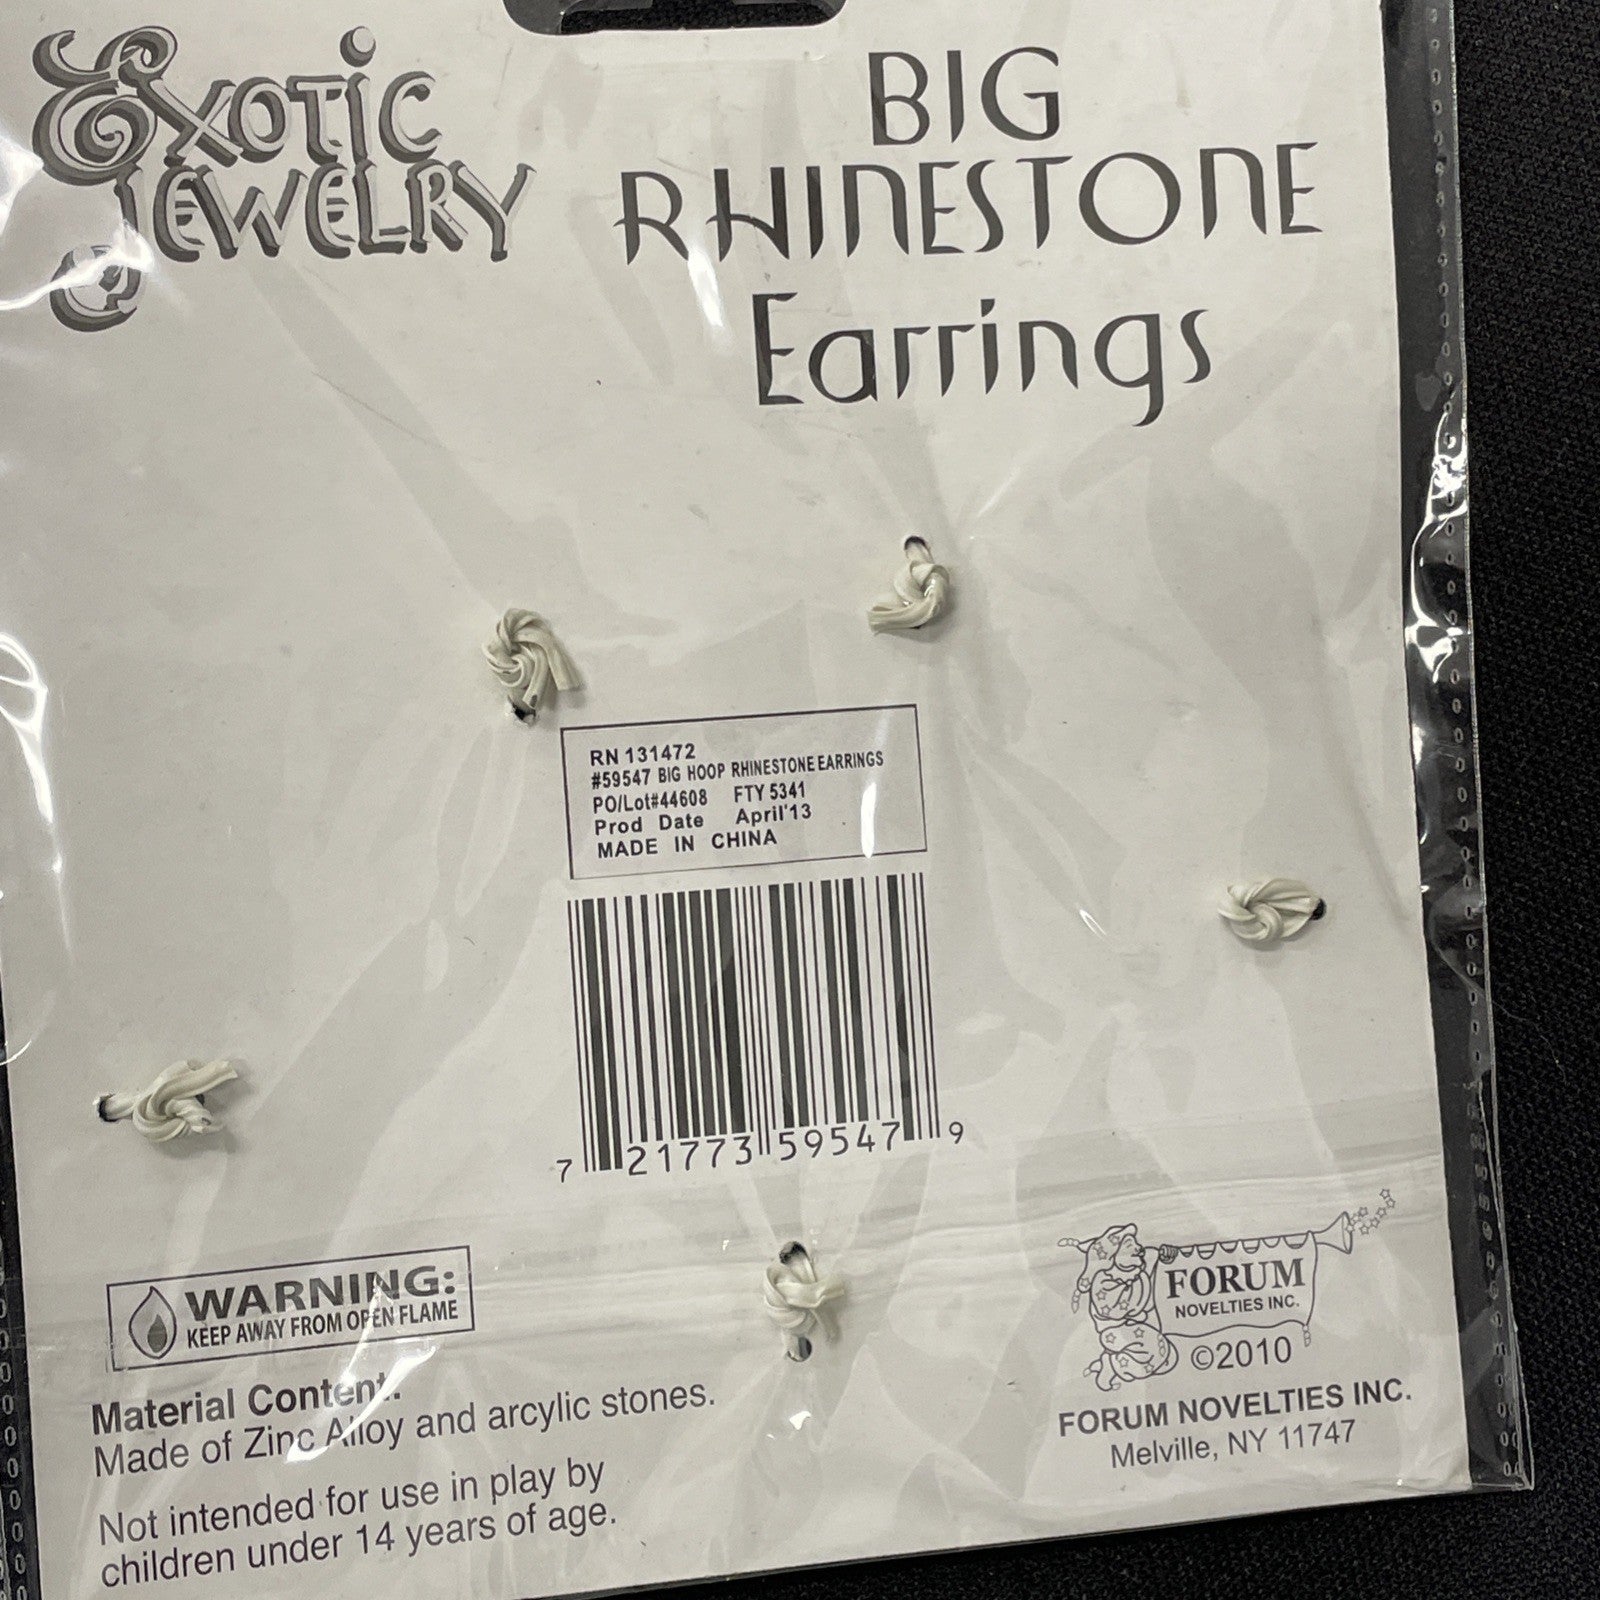 Exotic
Jewelry
BIG
RHINESTONE
Earrings
RN 131472
#59547 BIG HOOP RHINESTONE EARRINGS
PO/Lot#44608 FTY 5341
Prod Date April'13
MADE IN CHINA
7 21773 59547 9
WARNING:
KEEP AWAY FROM OPEN FLAME
Material Content:
Made of Zinc Alloy and arcylic stones.
Not intended for use in play by
children under 14 years of age.
FORUM
NOVELTIES INC.
©2010
FORUM NOVELTIES INC.
Melville, NY 11747